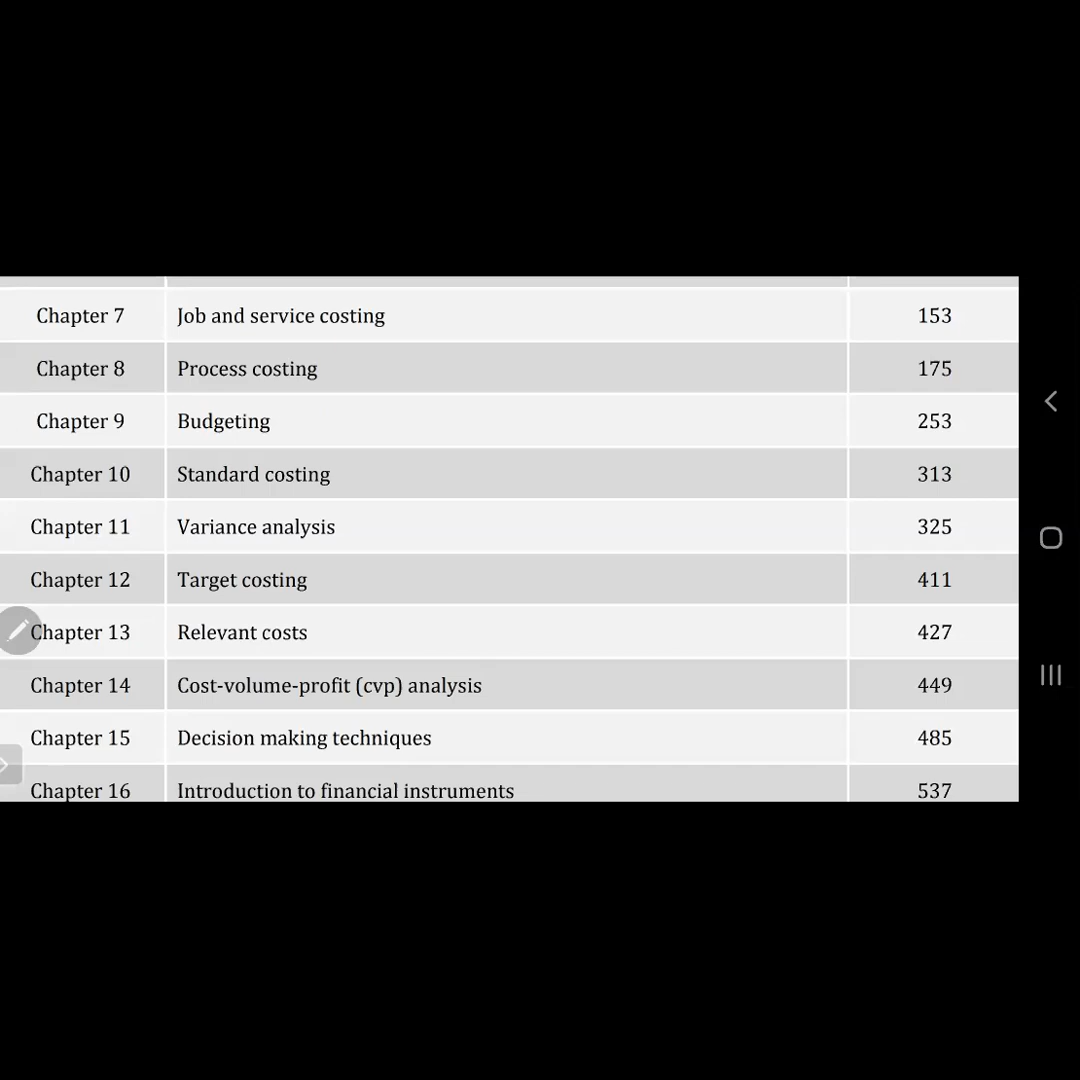 Chapter 7 Job and service costing 153
Chapter 8 Process costing 175
Chapter 9 Budgeting 253
Chapter 10 Standard costing 313
Chapter 11 Variance analysis 325
Chapter 12 Target costing 411
Chapter 13 Relevant costs 427
Chapter 14 Cost-volume-profit (cvp) analysis 449
Chapter 15 Decision making techniques 485
Chapter 16 Introduction to financial instruments 537